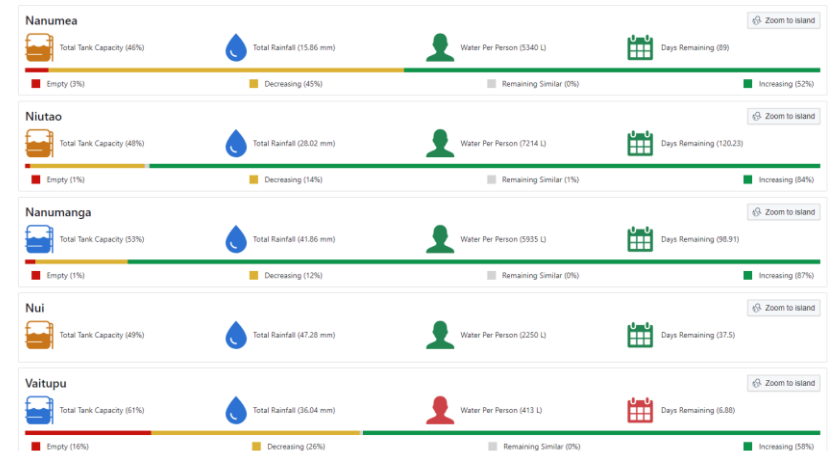 Nanumea
Zoom to island
Total Tank Capacity (46%) Total Rainfall (15.86 mm) Water Per Person (5340 L) Days Remaining (89)
Empty (3%) Decreasing (45%) Remaining Similar (0%) Increasing (52%)
Niutao
Zoom to island
Total Tank Capacity (48%) Total Rainfall (28.02 mm) Water Per Person (7214 L) Days Remaining (120.23)
Empty (1%) Decreasing (14%) Remaining Similar (1%) Increasing (84%)
Nanumanga
Zoom to island
Total Tank Capacity (53%) Total Rainfall (41.86 mm) Water Per Person (5935 L) Days Remaining (98.91)
Empty (1%) Decreasing (12%) Remaining Similar (0%) Increasing (87%)
Nui
Zoom to island
Total Tank Capacity (49%) Total Rainfall (47.28 mm) Water Per Person (2250 L) Days Remaining (37.5)
Vaitupu
Zoom to island
Total Tank Capacity (61%) Total Rainfall (36.04 mm) Water Per Person (413 L) Days Remaining (6.88)
Empty (16%) Decreasing (26%) Remaining Similar (0%) Increasing (58%)